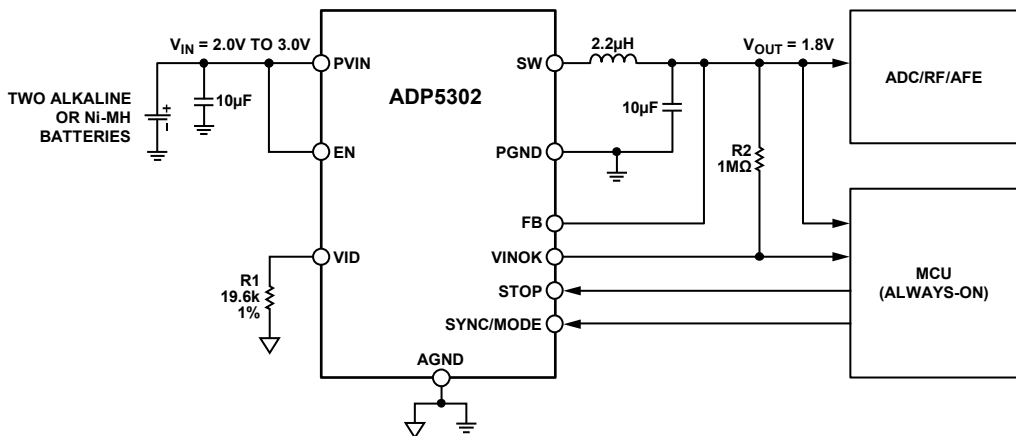 V_IN = 2.0V TO 3.0V
TWO ALKALINE
OR Ni-MH
BATTERIES
+
–
10µF
PVIN
EN
VID
R1
19.6k
1%
ADP5302
SW
PGND
FB
VINOK
STOP
SYNC/MODE
AGND
2.2µH
10µF
V_OUT = 1.8V
R2
1MΩ
ADC/RF/AFE
MCU
(ALWAYS-ON)